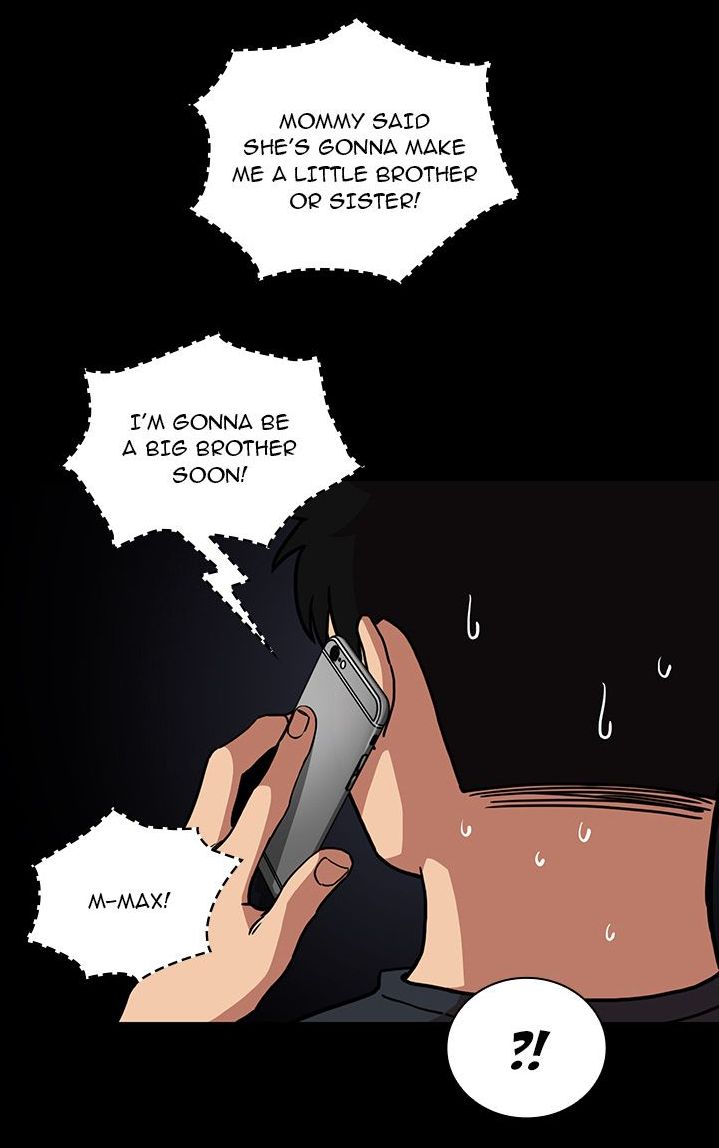 MOMMY SAID
SHE'S GONNA MAKE
ME A LITTLE BROTHER
OR SISTER!
I'M GONNA BE
A BIG BROTHER
SOON!
M-MAX!
?!